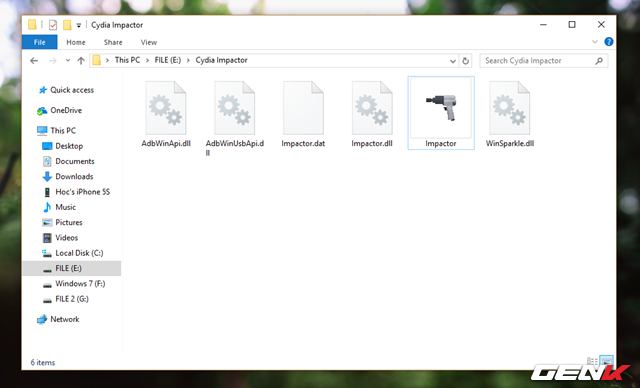 Cydia Impactor
File Home Share View
This PC > FILE (E:) > Cydia Impactor
Search Cydia Impactor
Quick access
OneDrive
This PC
Desktop
Documents
Downloads
Hoc's iPhone 5S
Music
Pictures
Videos
Local Disk (C:)
FILE (E:)
Windows 7 (F:)
FILE 2 (G:)
Network
AdbWinApi.dll
AdbWinUsbApi.d
ll
Impactor.dat
Impactor.dll
Impactor
WinSparkle.dll
6 items
GENK